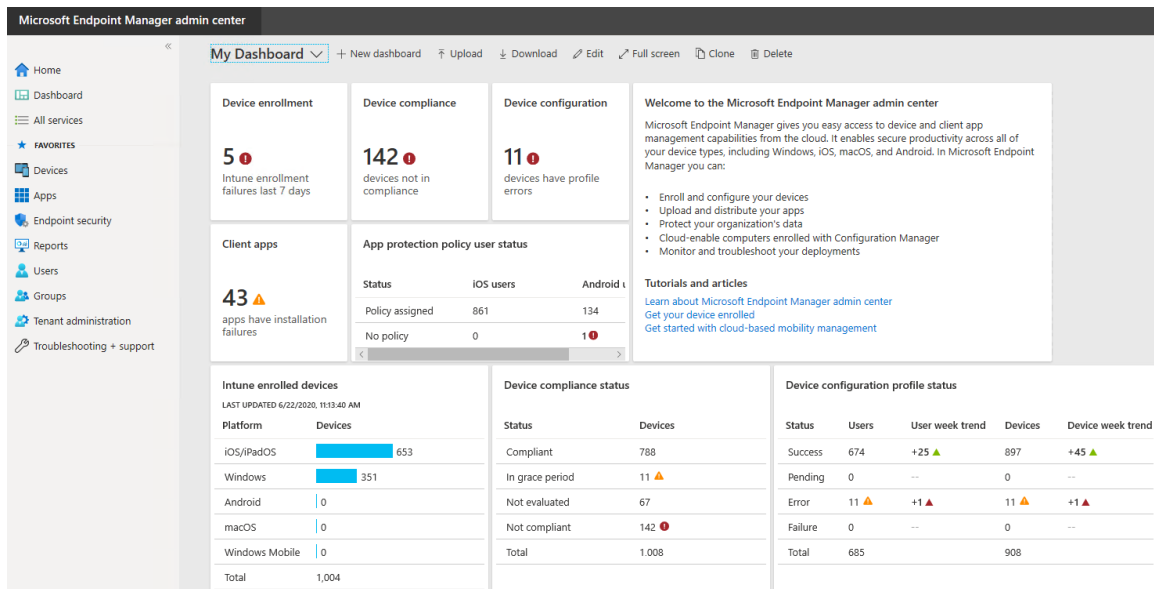 Microsoft Endpoint Manager admin center
«
Home
Dashboard
All services
FAVORITES
Devices
Apps
Endpoint security
Reports
Users
Groups
Tenant administration
Troubleshooting + support
My Dashboard
+ New dashboard Upload Download Edit Full screen Clone Delete
Device enrollment
5
Intune enrollment
failures last 7 days
Device compliance
142
devices not in
compliance
Device configuration
11
devices have profile
errors
Welcome to the Microsoft Endpoint Manager admin center
Microsoft Endpoint Manager gives you easy access to device and client app
management capabilities from the cloud. It enables secure productivity across all of
your device types, including Windows, iOS, macOS, and Android. In Microsoft Endpoint
Manager you can:
• Enroll and configure your devices
• Upload and distribute your apps
• Protect your organization's data
• Cloud-enable computers enrolled with Configuration Manager
• Monitor and troubleshoot your deployments
Tutorials and articles
Learn about Microsoft Endpoint Manager admin center
Get your device enrolled
Get started with cloud-based mobility management
Client apps
43
apps have installation
failures
App protection policy user status
Status iOS users Android u
Policy assigned 861 134
No policy 0 1
Intune enrolled devices
LAST UPDATED 6/22/2020, 11:13:40 AM
Platform Devices
iOS/iPadOS 653
Windows 351
Android 0
macOS 0
Windows Mobile 0
Total 1,004
Device compliance status
Status Devices
Compliant 788
In grace period 11
Not evaluated 67
Not compliant 142
Total 1.008
Device configuration profile status
Status Users User week trend Devices Device week trend
Success 674 +25 897 +45
Pending 0 -- 0 --
Error 11 +1 11 +1
Failure 0 -- 0 --
Total 685 908